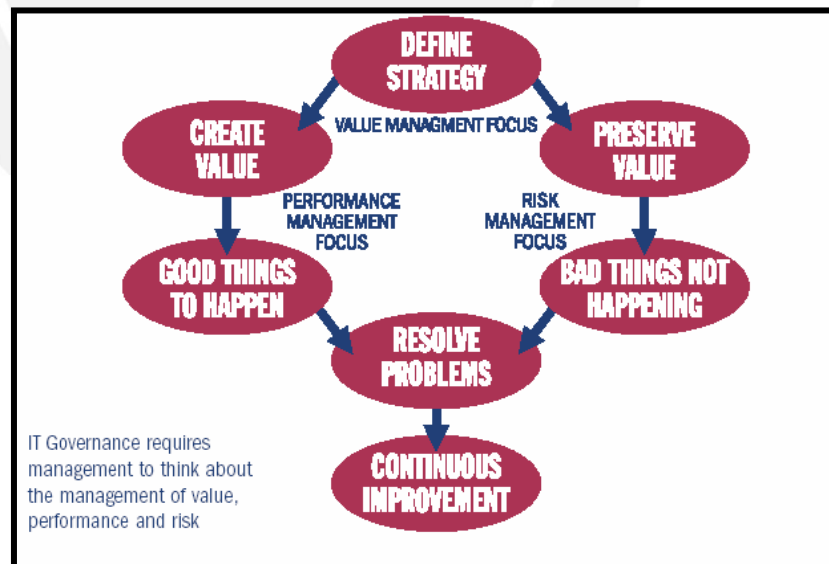 DEFINE
STRATEGY
VALUE MANAGMENT FOCUS
CREATE
VALUE
PRESERVE
VALUE
PERFORMANCE
MANAGEMENT
FOCUS
RISK
MANAGEMENT
FOCUS
GOOD THINGS
TO HAPPEN
BAD THINGS NOT
HAPPENING
RESOLVE
PROBLEMS
CONTINUOUS
IMPROVEMENT
IT Governance requires
management to think about
the management of value,
performance and risk